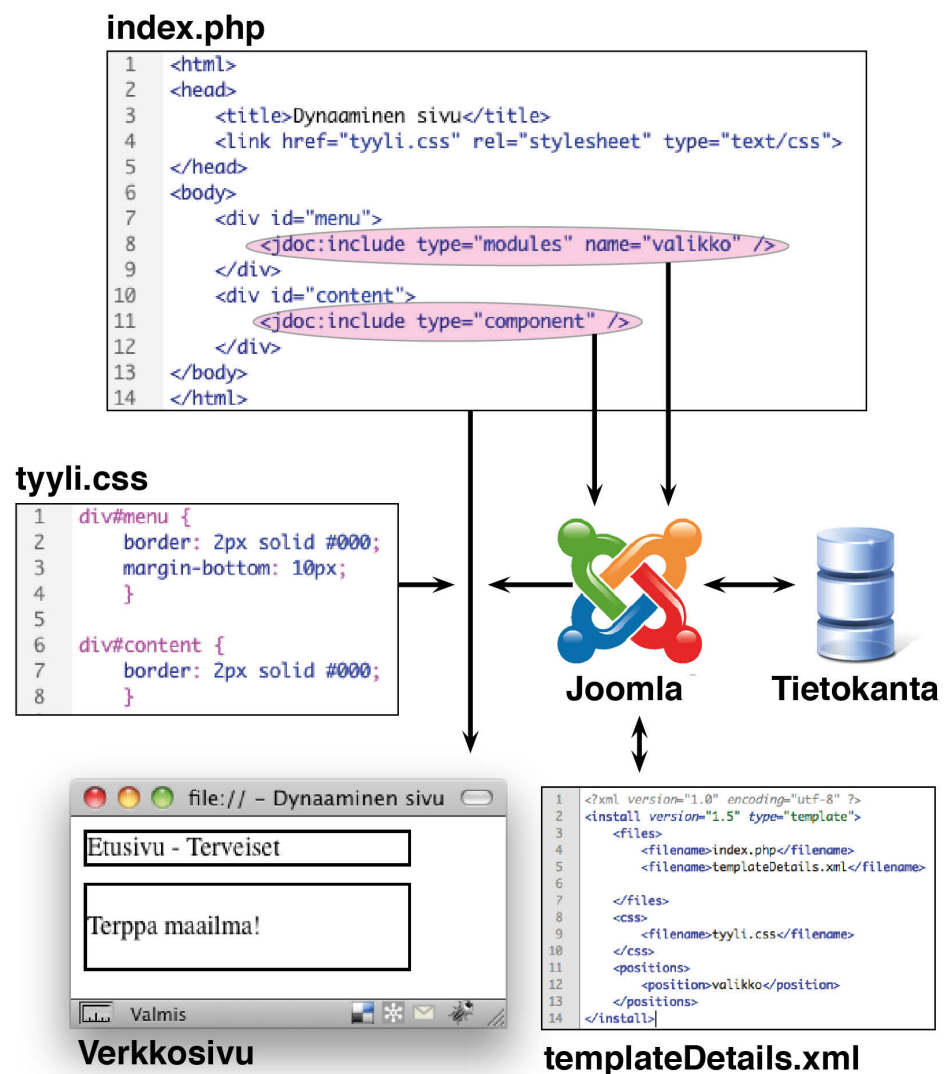 index.php
1 <html>
2 <head>
3 <title>Dynaaminen sivu</title>
4 <link href="tyyli.css" rel="stylesheet" type="text/css">
5 </head>
6 <body>
7 <div id="menu">
8 <jdoc:include type="modules" name="valikko" />
9 </div>
10 <div id="content">
11 <jdoc:include type="component" />
12 </div>
13 </body>
14 </html>
tyyli.css
1 div#menu {
2 border: 2px solid #000;
3 margin-bottom: 10px;
4 }
5
6 div#content {
7 border: 2px solid #000;
8 }
Joomla
Tietokanta
file:// – Dynaaminen sivu
Etusivu - Terveiset
Terppa maailma!
Valmis
Verkkosivu
1 <?xml version="1.0" encoding="utf-8" ?>
2 <install version="1.5" type="template">
3 <files>
4 <filename>index.php</filename>
5 <filename>templateDetails.xml</filename>
6
7 </files>
8 <css>
9 <filename>tyyli.css</filename>
10 </css>
11 <positions>
12 <position>valikko</position>
13 </positions>
14 </install>
templateDetails.xml